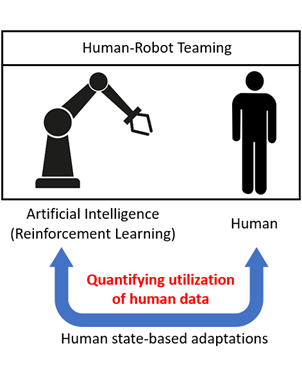 Human-Robot Teaming
Artificial Intelligence
(Reinforcement Learning)
Human
Quantifying utilization
of human data
Human state-based adaptations